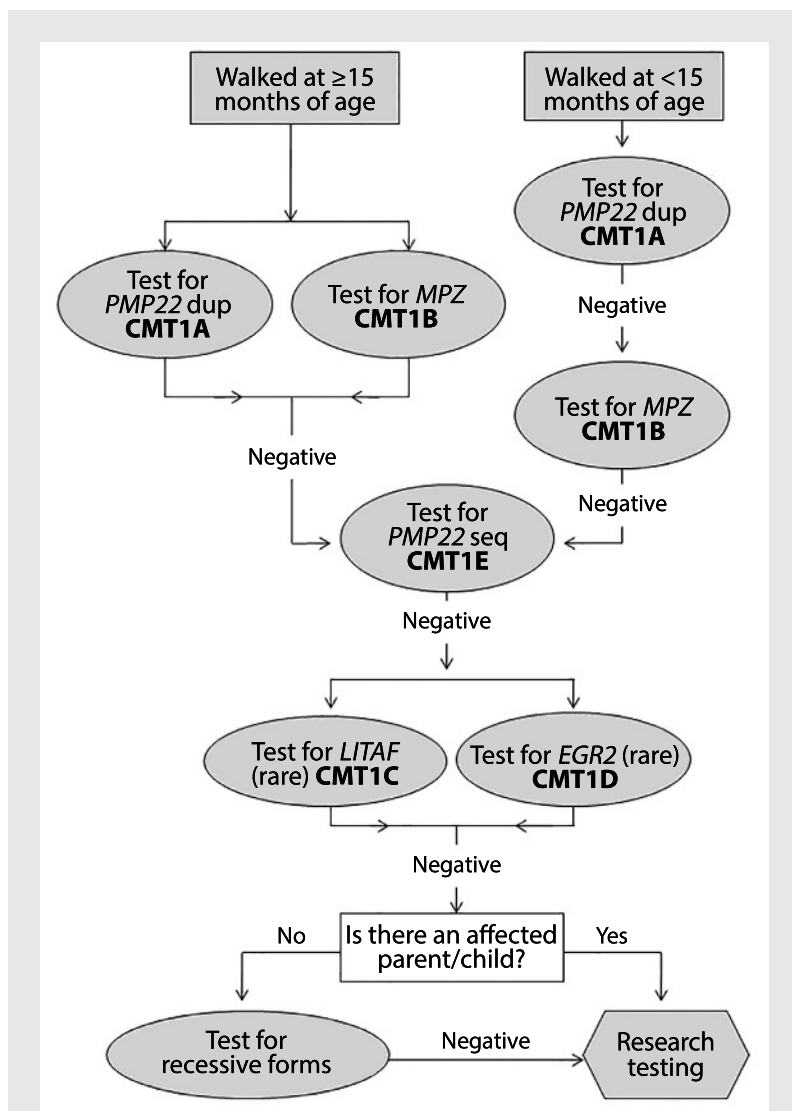 Walked at ≥15
months of age
Walked at <15
months of age
Test for
PMP22 dup
CMT1A
Test for
PMP22 dup
CMT1A
Test for MPZ
CMT1B
Negative
Test for MPZ
CMT1B
Negative
Negative
Test for
PMP22 seq
CMT1E
Negative
Test for LITAF
(rare) CMT1C
Test for EGR2 (rare)
CMT1D
Negative
No
Is there an affected
parent/child?
Yes
Test for
recessive forms
Negative
Research
testing